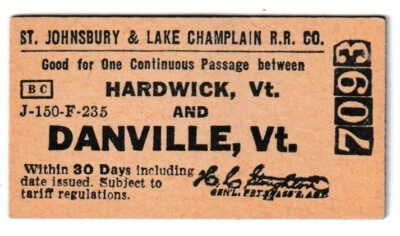 ST. JOHNSBURY & LAKE CHAMPLAIN R.R. CO.
Good for One Continuous Passage between
BC
HARDWICK, Vt.
J-150-F-235
AND
DANVILLE, Vt.
Within 30 Days including
date issued. Subject to
tariff regulations.
GEN'L. PASS'R. AGT.
7093